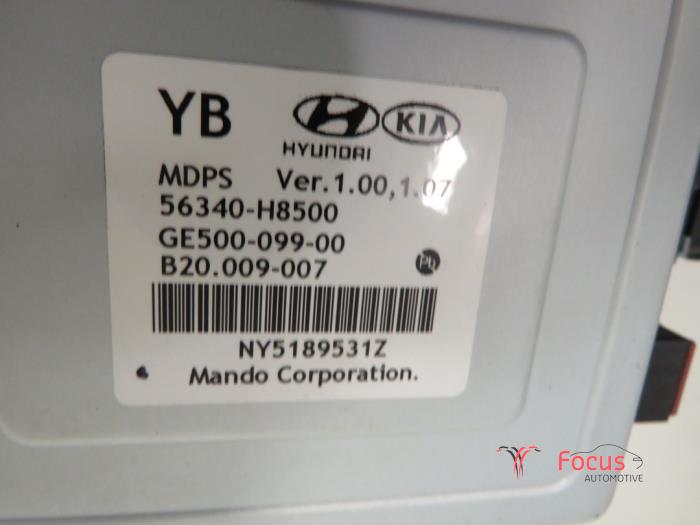 YB
KIA
HYUNDAI
MDPS Ver.1.00,1.07
56340-H8500
GE500-099-00
B20.009-007 Pb
NY5189531Z
Mando Corporation.
Focus
AUTOMOTIVE